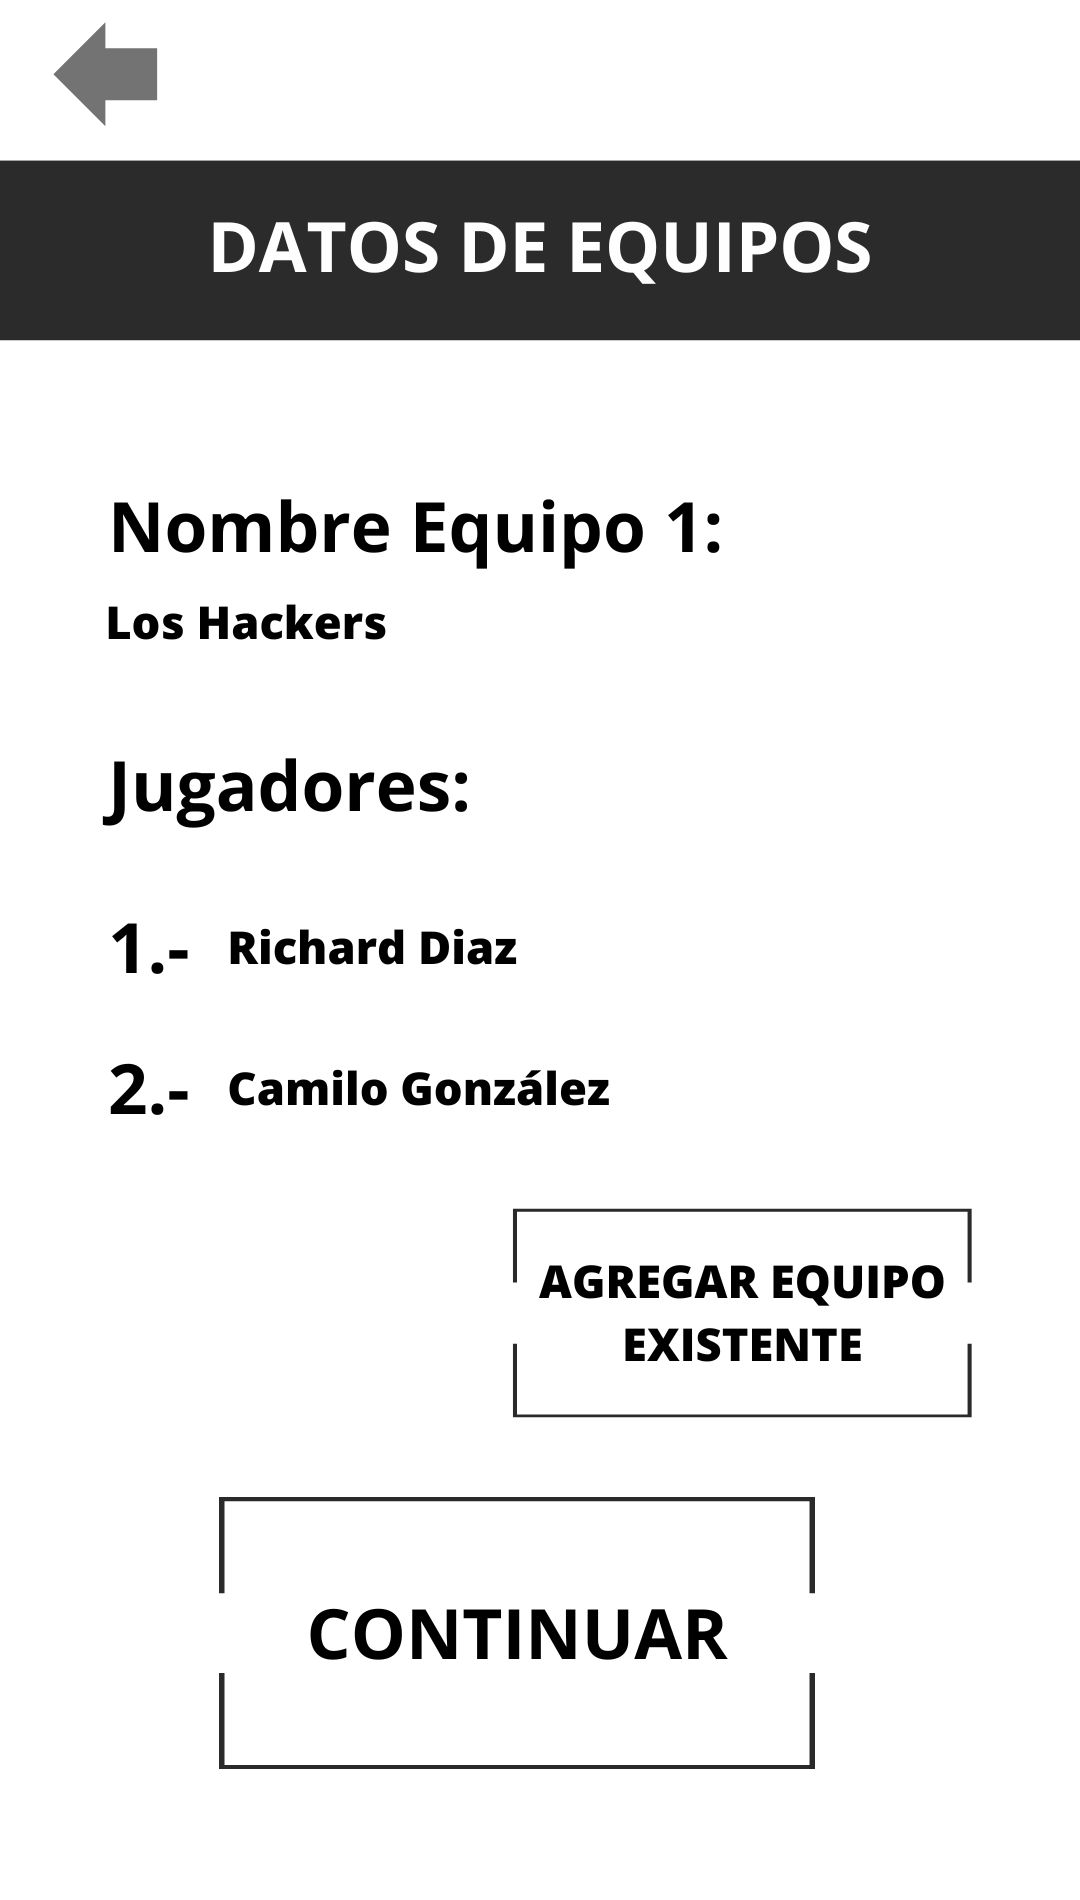 DATOS DE EQUIPOS
Nombre Equipo 1:
Los Hackers
Jugadores:
1.- Richard Diaz
2.- Camilo González
AGREGAR EQUIPO
EXISTENTE
CONTINUAR